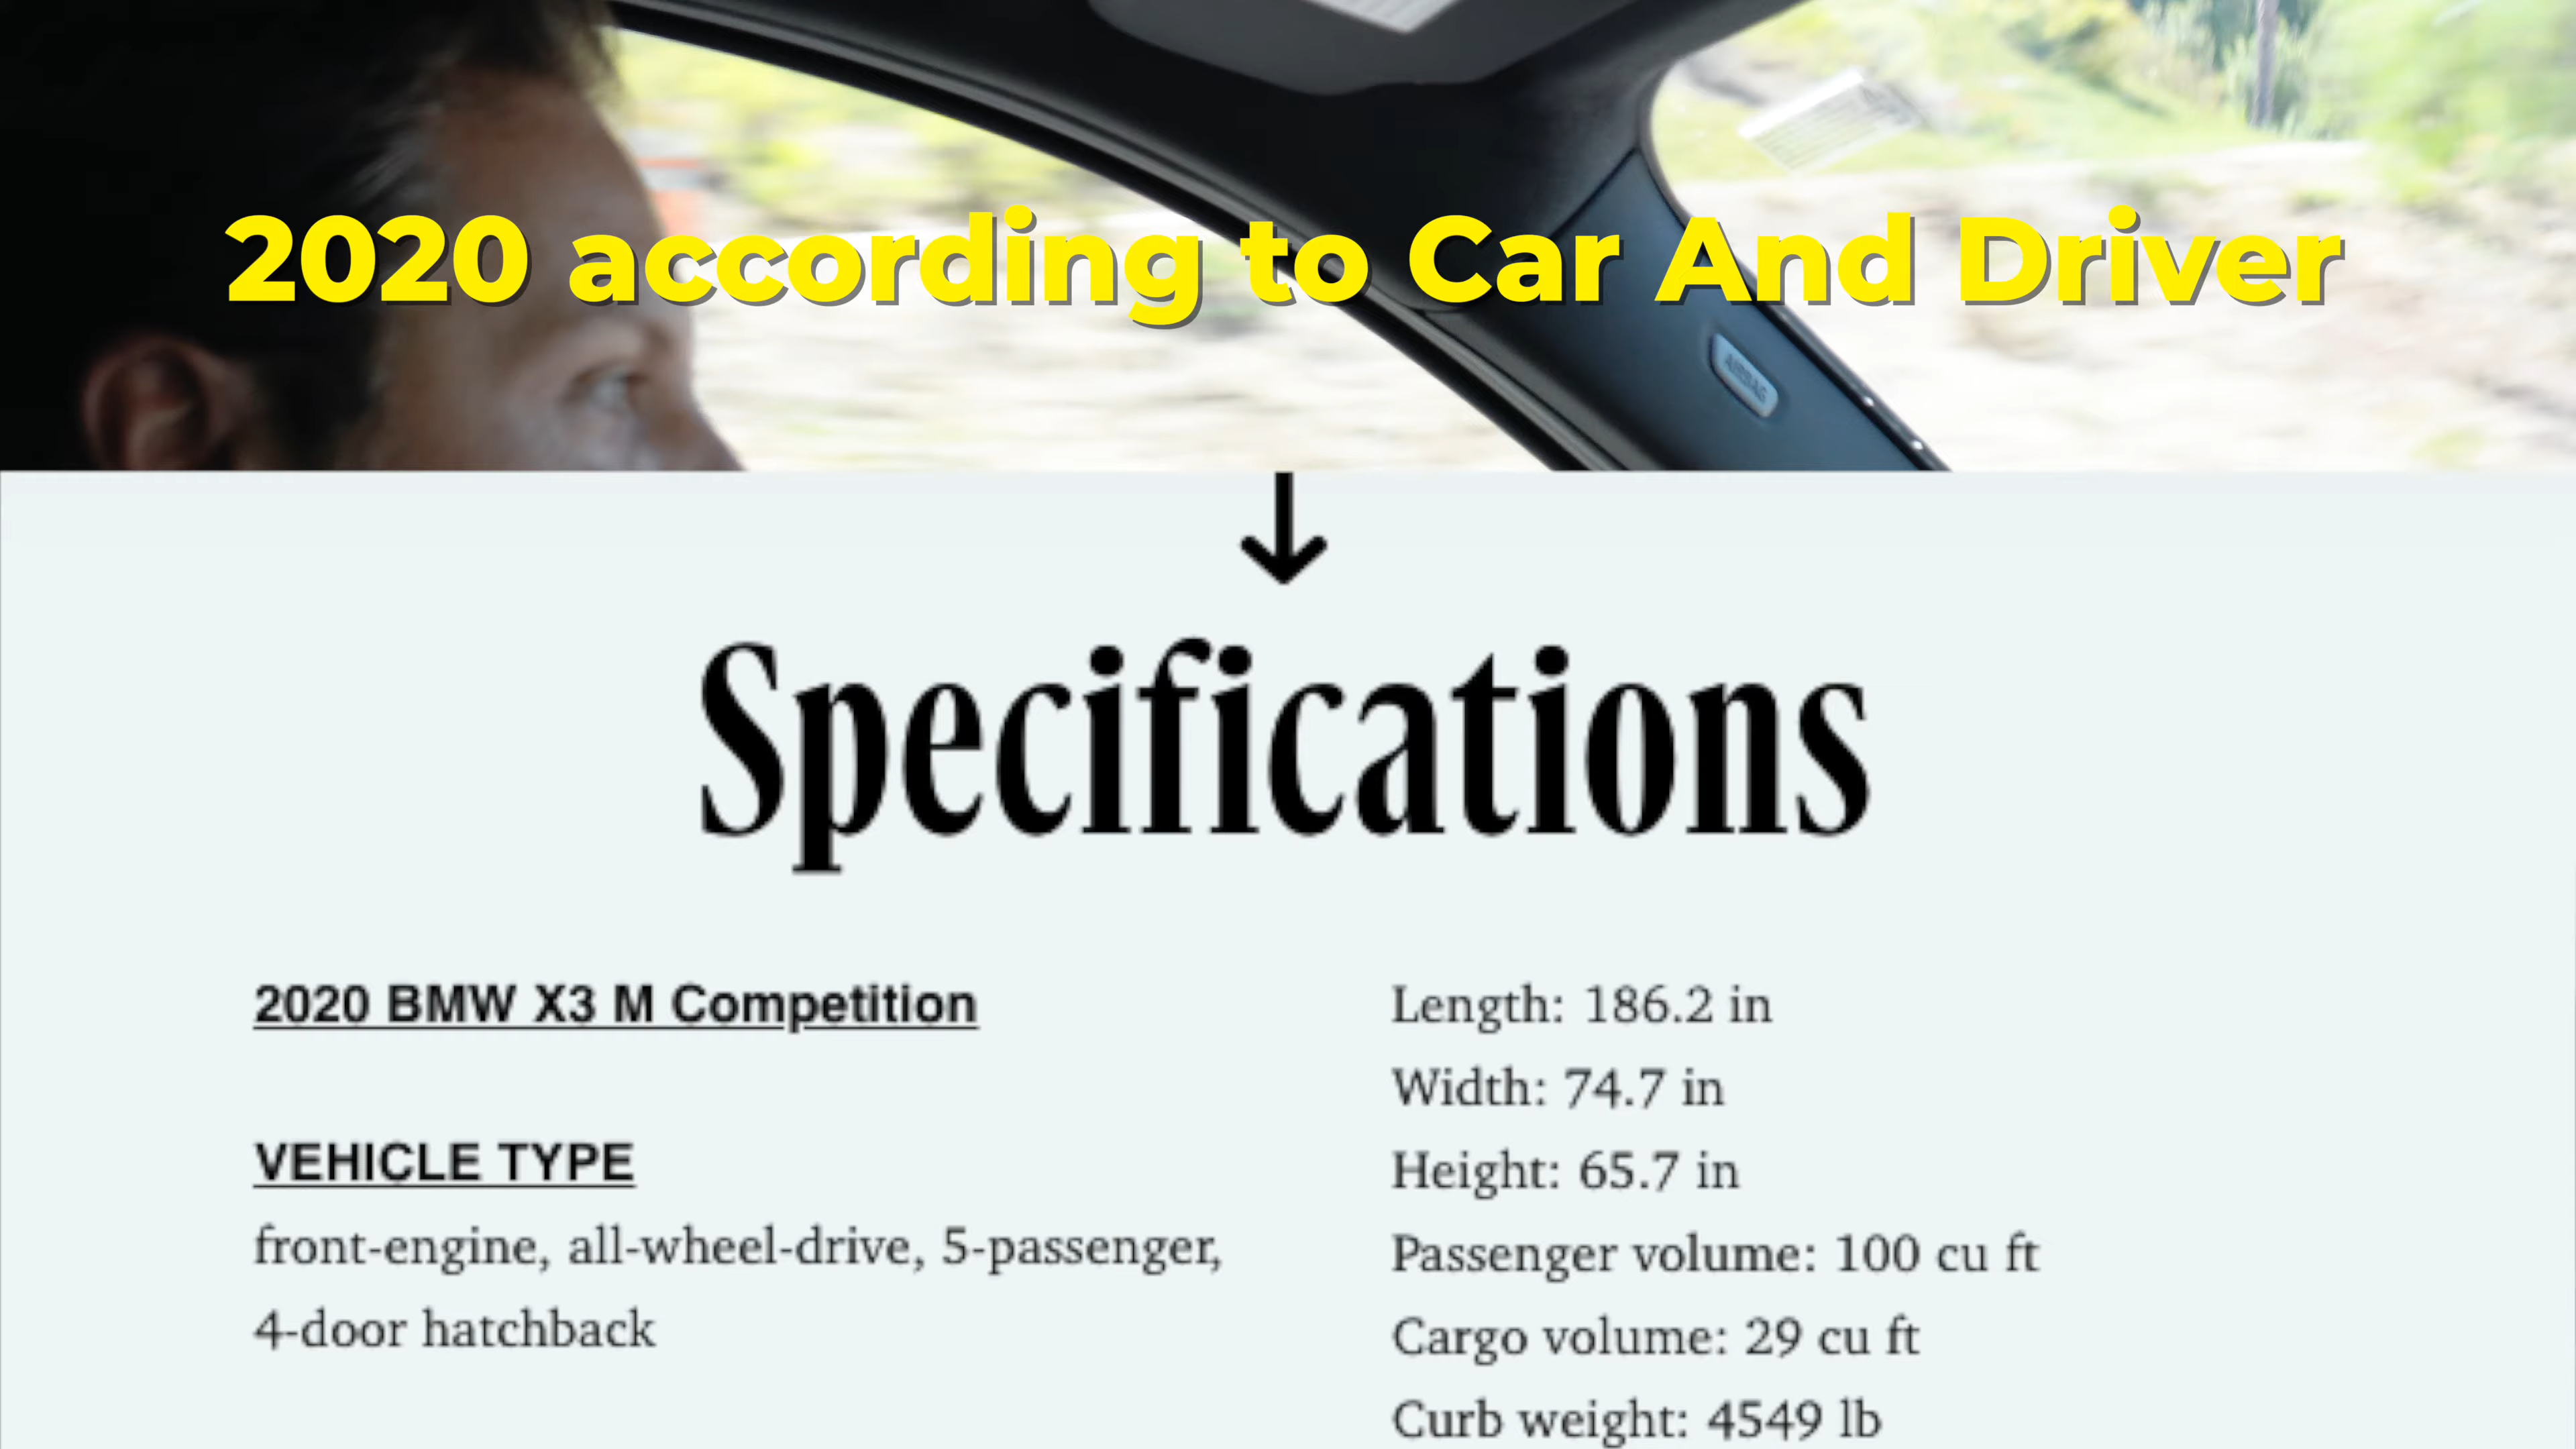 2020 according to Car And Driver
AIRBAG
Specifications
2020 BMW X3 M Competition
VEHICLE TYPE
front-engine, all-wheel-drive, 5-passenger,
4-door hatchback
Length: 186.2 in
Width: 74.7 in
Height: 65.7 in
Passenger volume: 100 cu ft
Cargo volume: 29 cu ft
Curb weight: 4549 lb